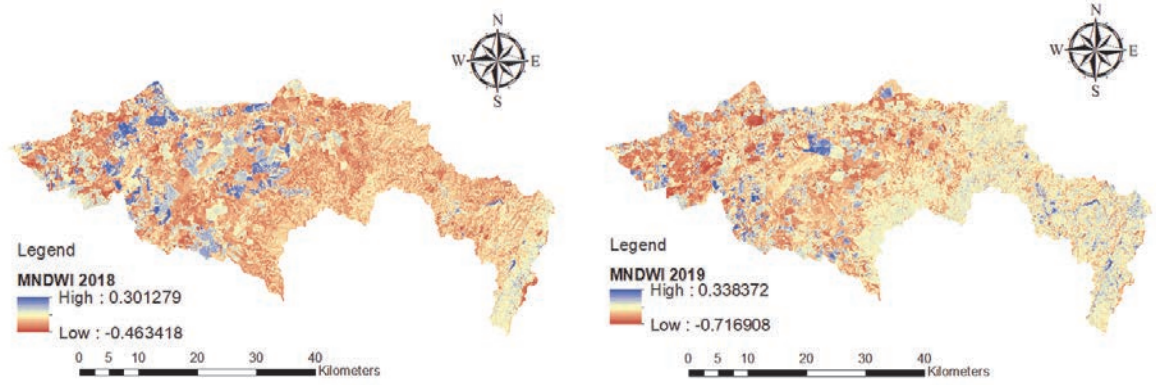 N
W E
S
Legend
MNDWI 2018
High : 0.301279
Low : -0.463418
0 5 10 20 30 40
Kilometers
N
W E
S
Legend
MNDWI 2019
High : 0.338372
Low : -0.716908
0 5 10 20 30 40
Kilometers